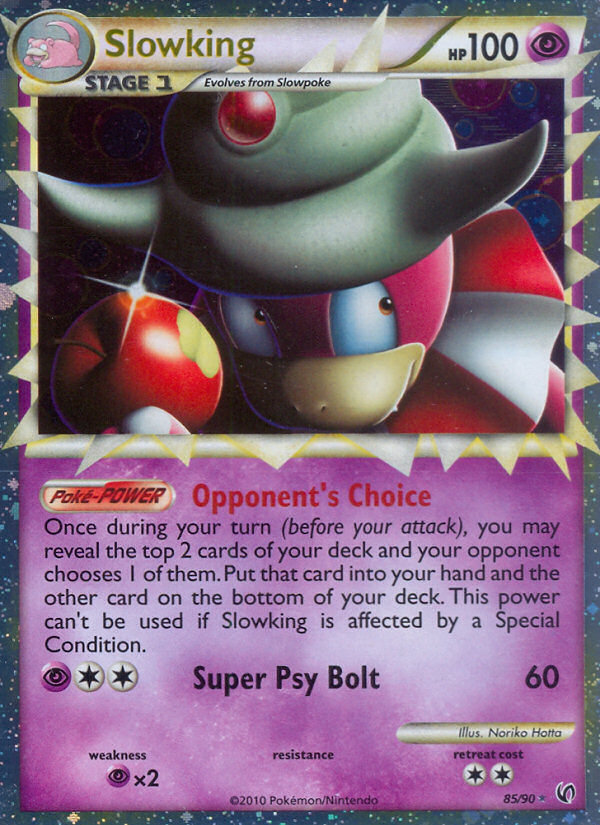 Slowking
HP100
STAGE 1
Evolves from Slowpoke
Poké-POWER Opponent's Choice
Once during your turn (before your attack), you may
reveal the top 2 cards of your deck and your opponent
chooses 1 of them. Put that card into your hand and the
other card on the bottom of your deck. This power
can't be used if Slowking is affected by a Special
Condition.
Super Psy Bolt 60
Illus. Noriko Hotta
weakness resistance retreat cost
x2
©2010 Pokémon/Nintendo 85/90